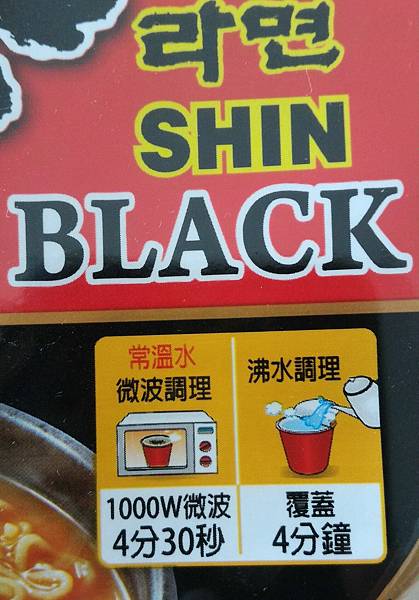 라면
SHIN
BLACK
常溫水
微波調理
1000W微波
4分30秒
沸水調理
覆蓋
4分鐘